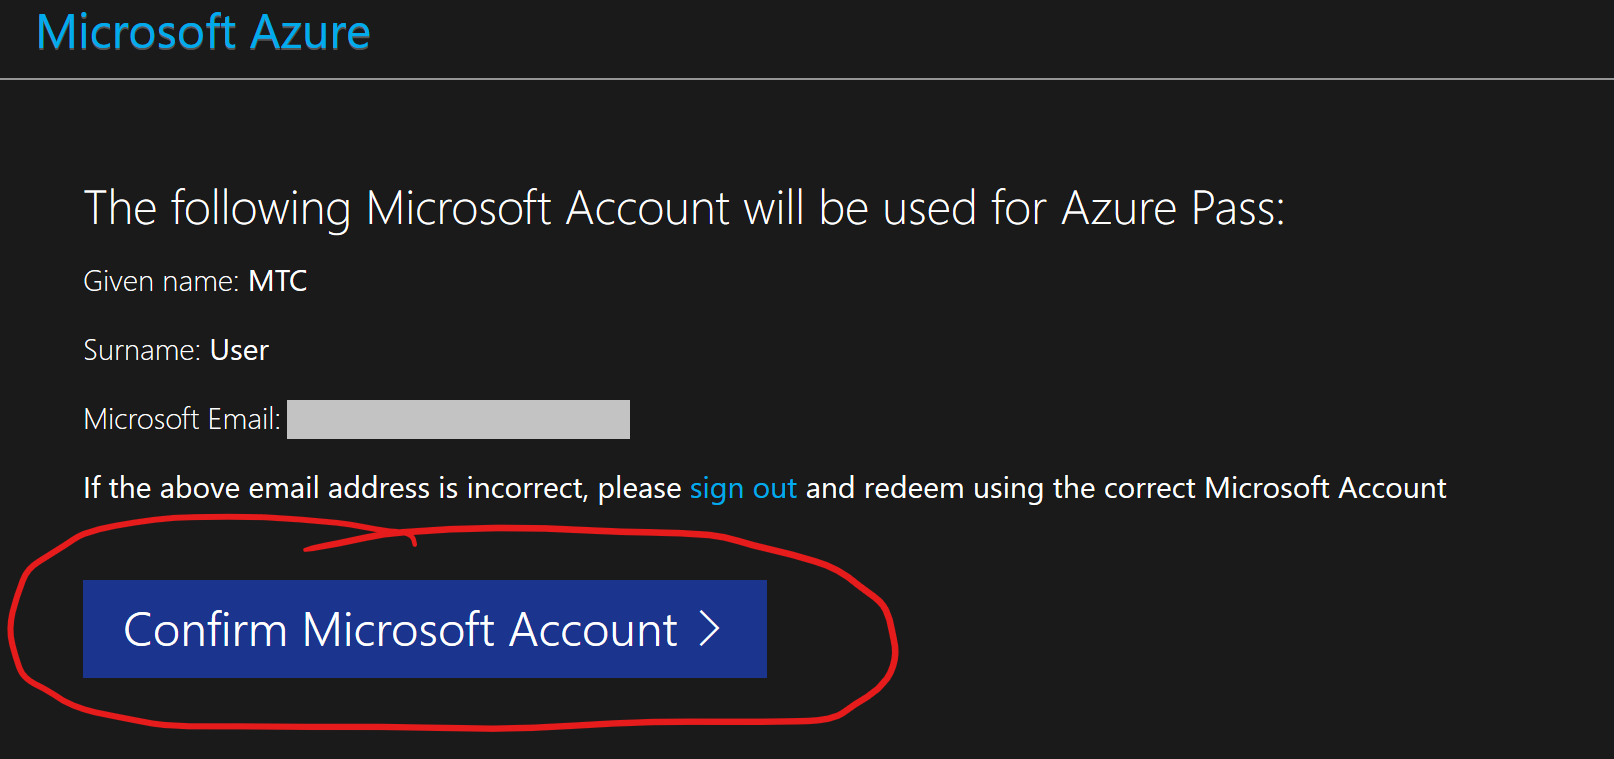 Microsoft Azure
The following Microsoft Account will be used for Azure Pass:
Given name: MTC
Surname: User
Microsoft Email:
If the above email address is incorrect, please sign out and redeem using the correct Microsoft Account
Confirm Microsoft Account